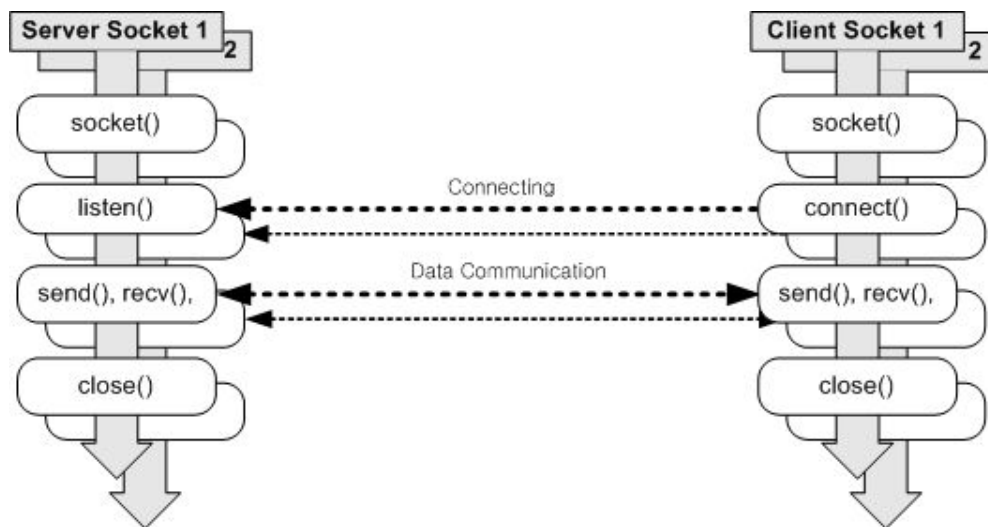 Server Socket 1
2
Client Socket 1
2
socket()
socket()
Connecting
listen()
connect()
Data Communication
send(), recv(),
send(), recv(),
close()
close()